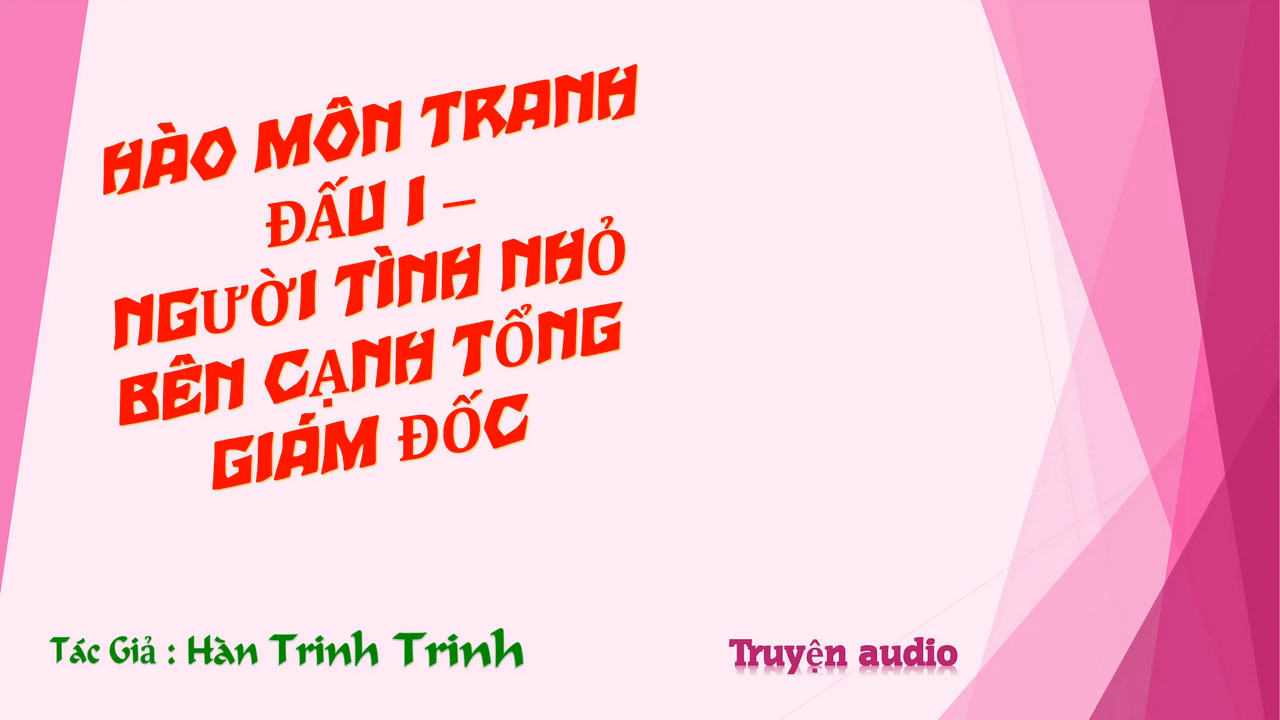 HÀO MÔN TRANH
ĐẤU I –
NGƯỜI TÌNH NHỎ
BÊN CẠNH TỔNG
GIÁM ĐỐC
Tác Giả : Hàn Trinh Trinh
Truyện audio